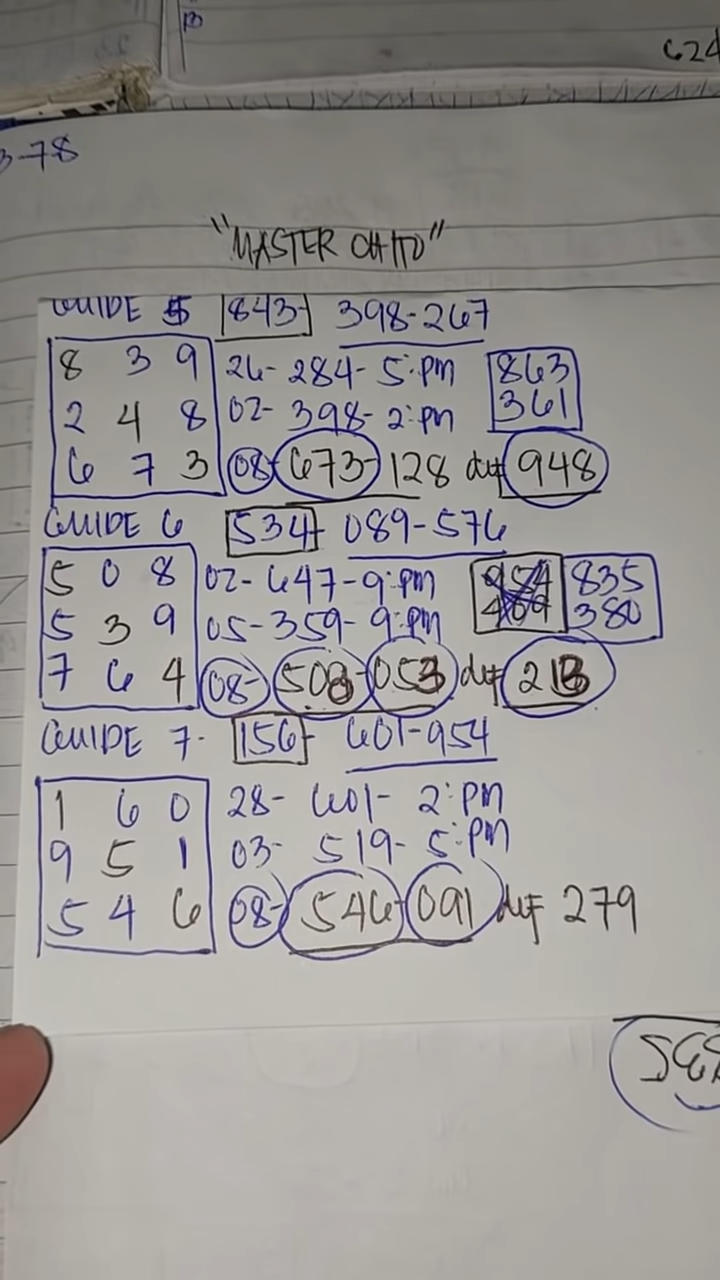 624
3-78
"MASTER CHITO"
GUIDE 5 843- 398-267
8 3 9 26- 284- 5:pm 863
2 4 8 02- 398- 2:pm 361
6 7 3 08- 673- 128 def 948
GUIDE 6 534- 089-576
5 0 8 02- 647- 9:pm 835
5 3 9 05- 359- 9:pm 380
7 6 4 08- 508- 053 def 213
GUIDE 7- 156- 601-954
1 6 0 28- 601- 2:pm
9 5 1 03- 519- 5:pm
5 4 6 08- 546- 091 def 279